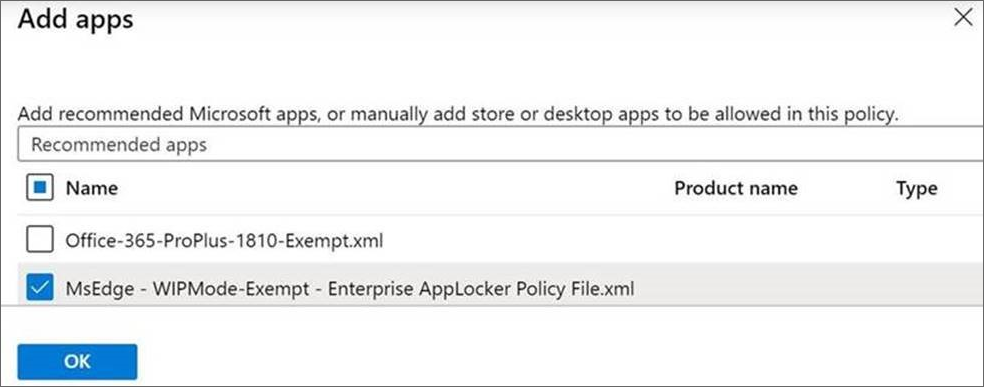 Add apps
Add recommended Microsoft apps, or manually add store or desktop apps to be allowed in this policy.
Recommended apps
Name Product name Type
Office-365-ProPlus-1810-Exempt.xml
MsEdge - WIPMode-Exempt - Enterprise AppLocker Policy File.xml
OK